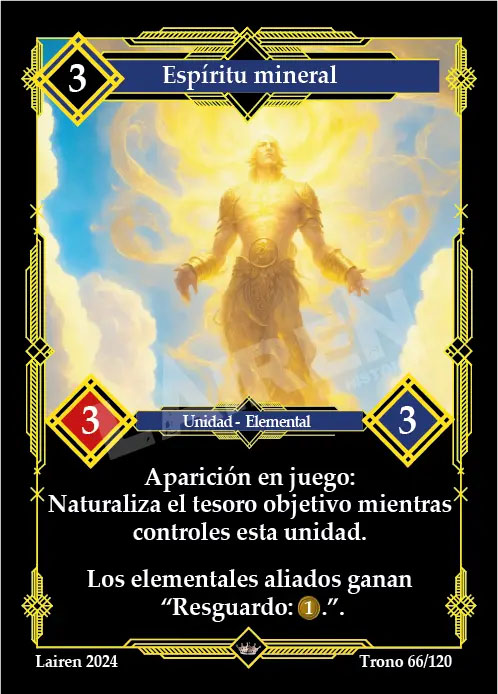 3
Espíritu mineral
LAIREN
3
Unidad - Elemental
3
Aparición en juego:
Naturaliza el tesoro objetivo mientras
controles esta unidad.
Los elementales aliados ganan
“Resguardo: 1 .”.
Lairen 2024
Trono 66/120